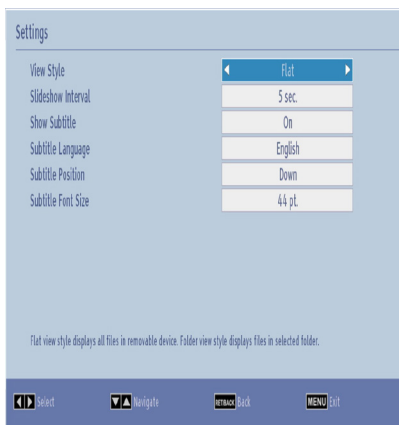 Settings
View Style Flat
Slideshow Interval 5 sec.
Show Subtitle On
Subtitle Language English
Subtitle Position Down
Subtitle Font Size 44 pt.
Flat view style displays all files in removable device. Folder view style displays files in selected folder.
Select Navigate RET/BACK Back MENU Exit